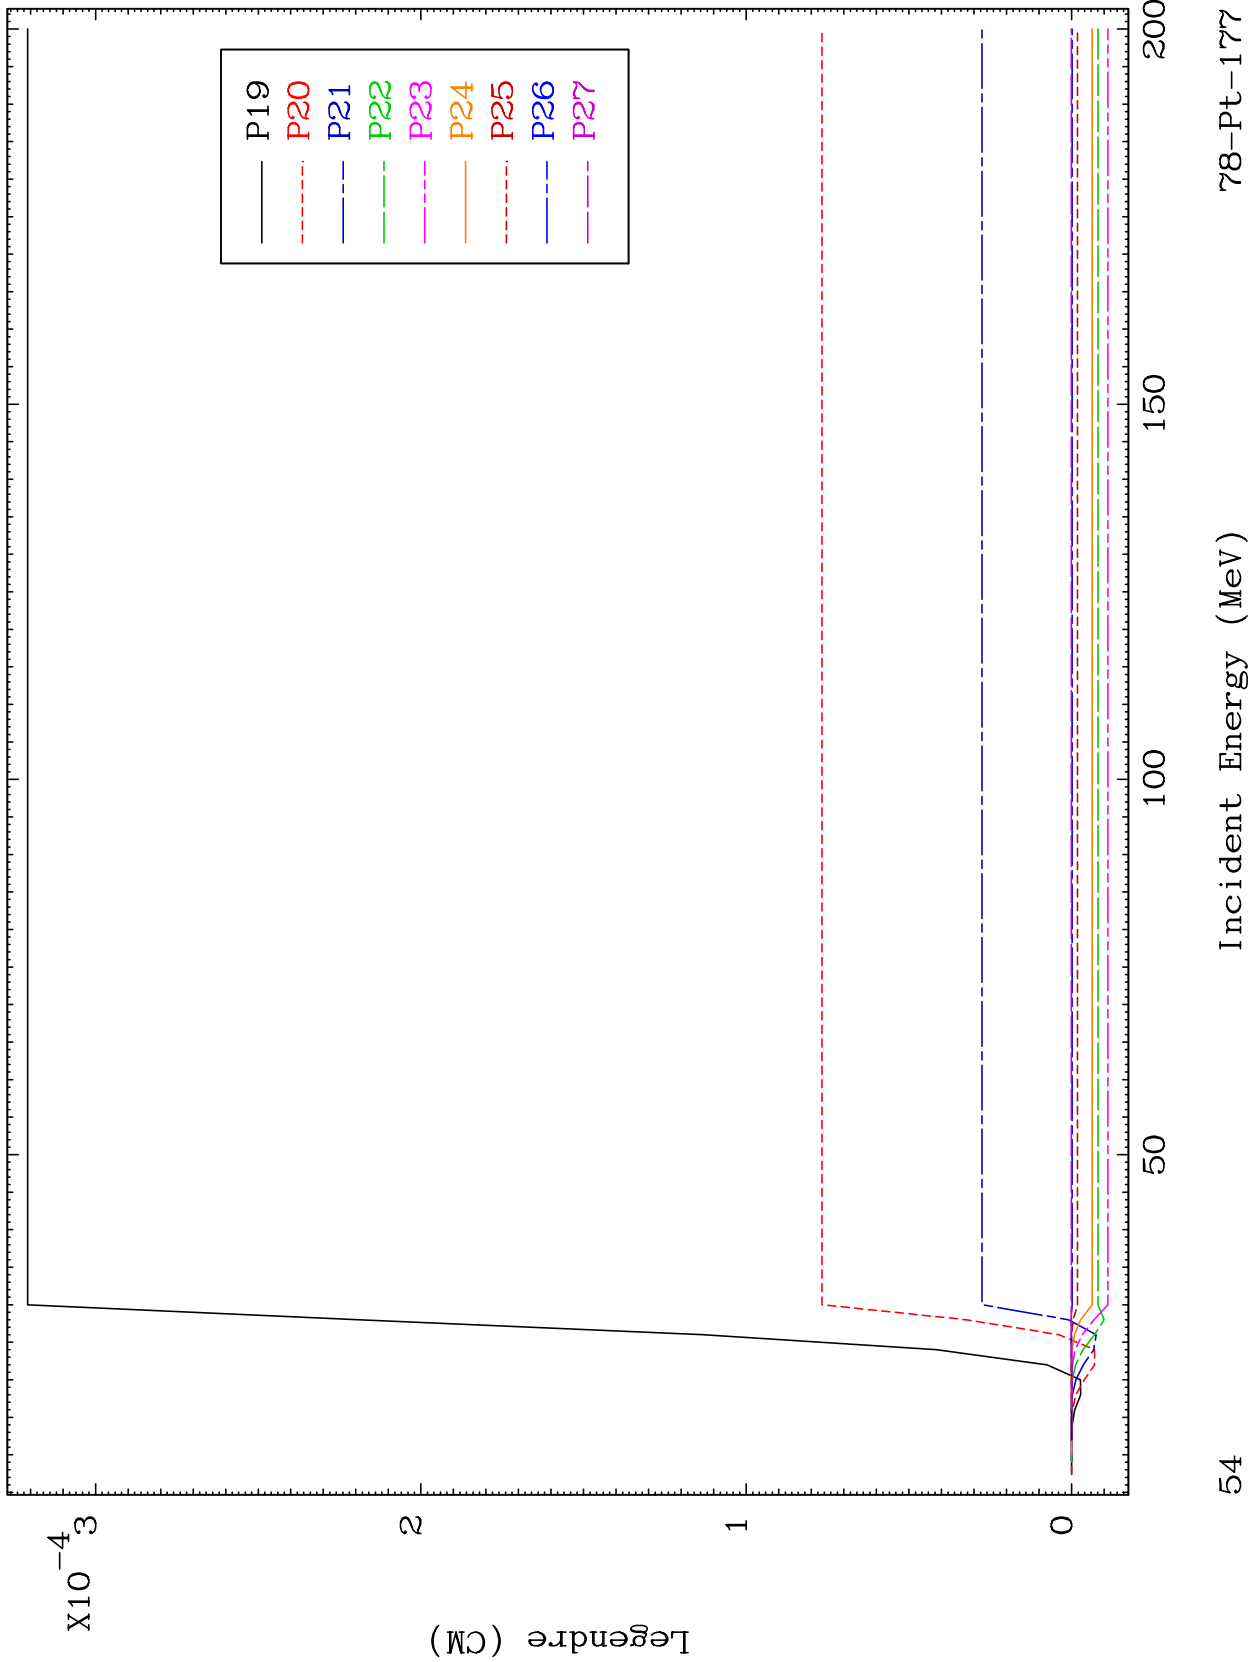 X10-4
3
2
1
0
Legendre (CM)
P19
P20
P21
P22
P23
P24
P25
P26
P27
50
100
150
200
54
Incident Energy (MeV)
78-Pt-177